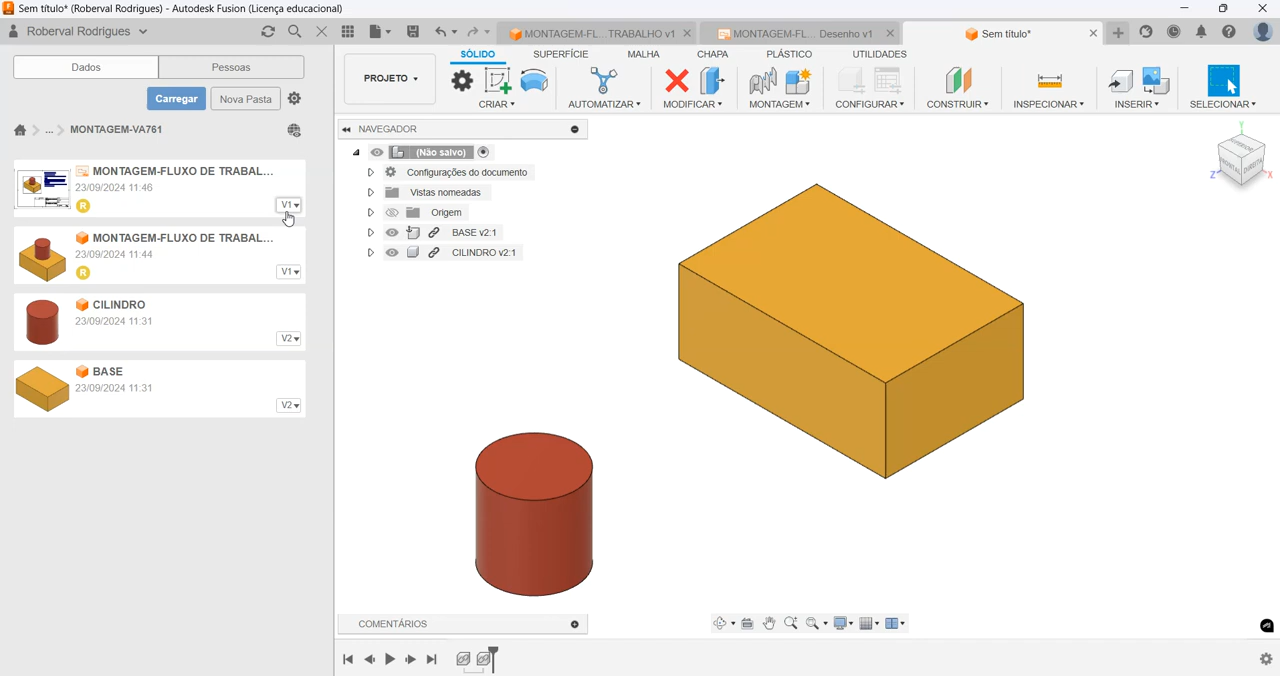 Sem título* (Roberval Rodrigues) - Autodesk Fusion (Licença educacional)
Roberval Rodrigues
MONTAGEM-FL... TRABALHO v1
MONTAGEM-FL... Desenho v1
Sem título*
Dados
Pessoas
Carregar
Nova Pasta
... MONTAGEM-VA761
MONTAGEM-FLUXO DE TRABAL...
23/09/2024 11:46
R
V1
MONTAGEM-FLUXO DE TRABAL...
23/09/2024 11:44
R
V1
CILINDRO
23/09/2024 11:31
V2
BASE
23/09/2024 11:31
V2
PROJETO
SÓLIDO
SUPERFÍCIE
MALHA
CHAPA
PLÁSTICO
UTILIDADES
CRIAR
AUTOMATIZAR
MODIFICAR
MONTAGEM
CONFIGURAR
CONSTRUIR
INSPECIONAR
INSERIR
SELECIONAR
NAVEGADOR
(Não salvo)
Configurações do documento
Vistas nomeadas
Origem
BASE v2:1
CILINDRO v2:1
Y
Z
X
FRONTAL
DIREITA
COMENTÁRIOS